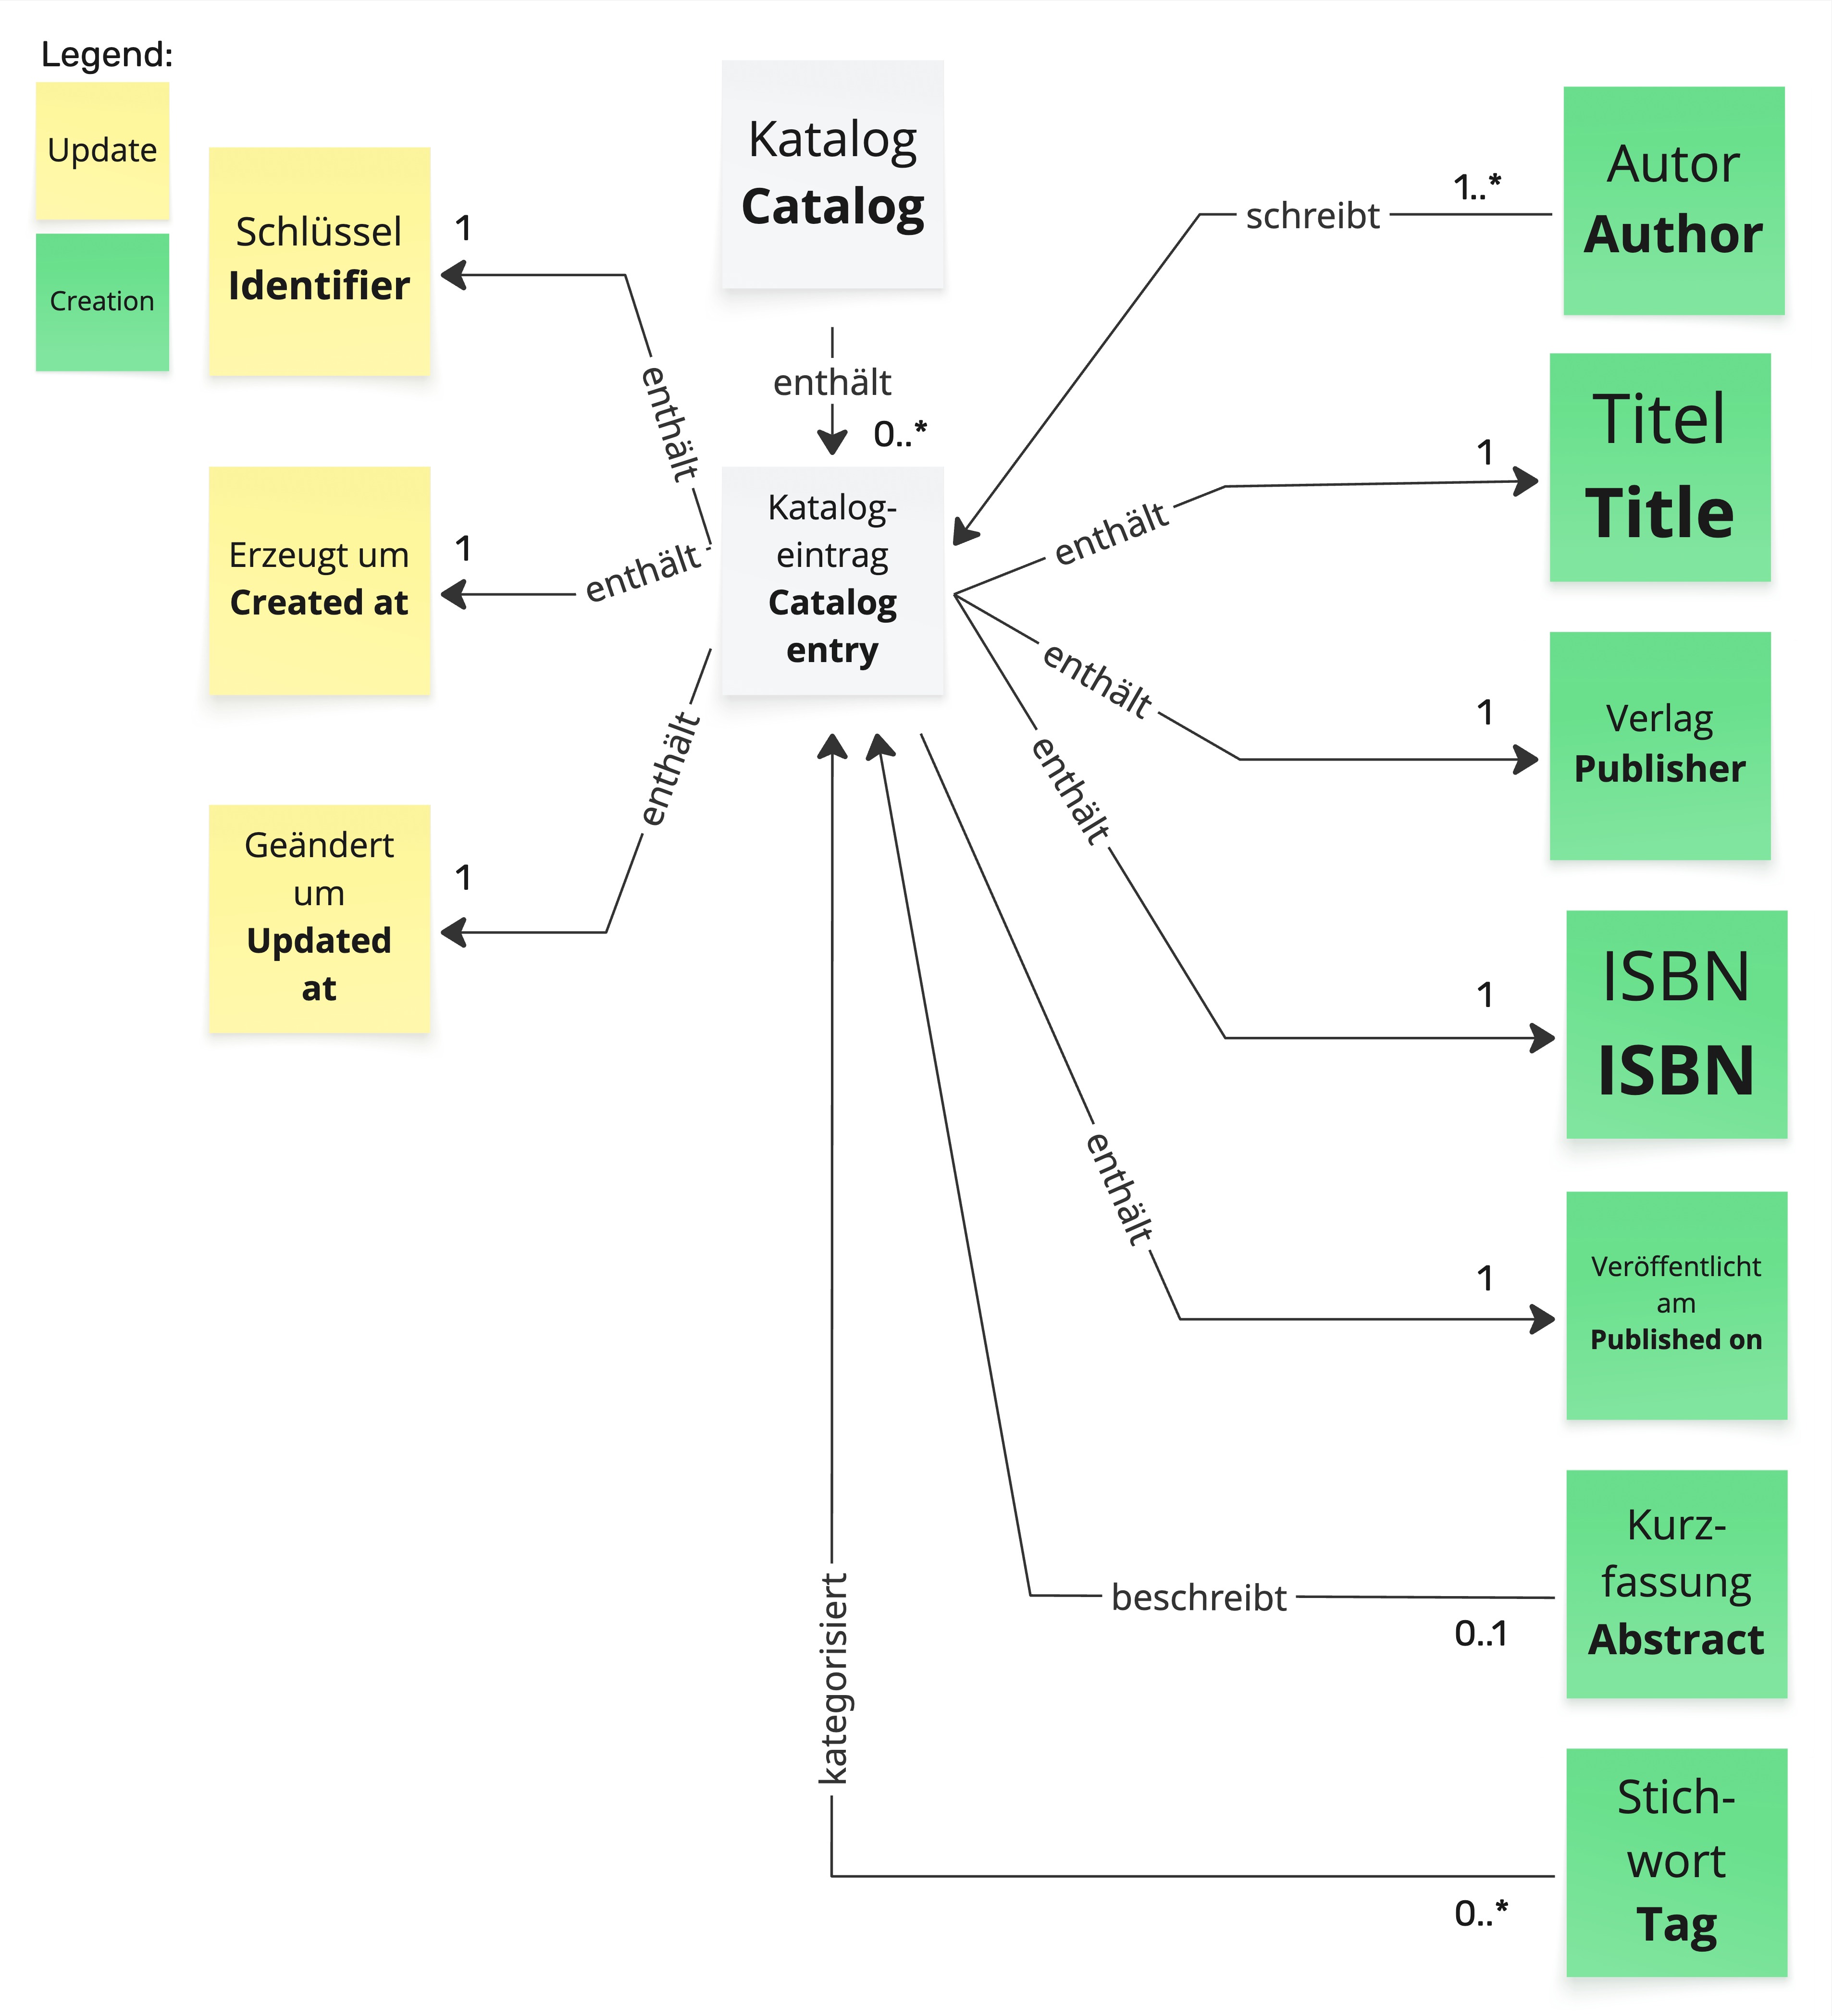 Legend:
Update
Creation
Schlüssel
Identifier
1
enthält
Erzeugt um
Created at
1
enthält
Geändert
um
Updated
at
1
enthält
Katalog
Catalog
enthält
0..*
Katalog-
eintrag
Catalog
entry
schreibt
1..*
Autor
Author
enthält
1
Titel
Title
enthält
1
Verlag
Publisher
enthält
1
ISBN
ISBN
enthält
1
Veröffentlicht
am
Published on
beschreibt
0..1
Kurz-
fassung
Abstract
kategorisiert
0..*
Stich-
wort
Tag